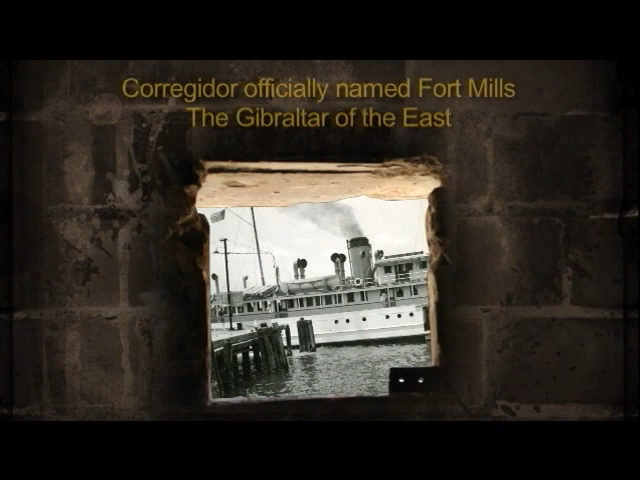 Corregidor officially named Fort Mills
The Gibraltar of the East